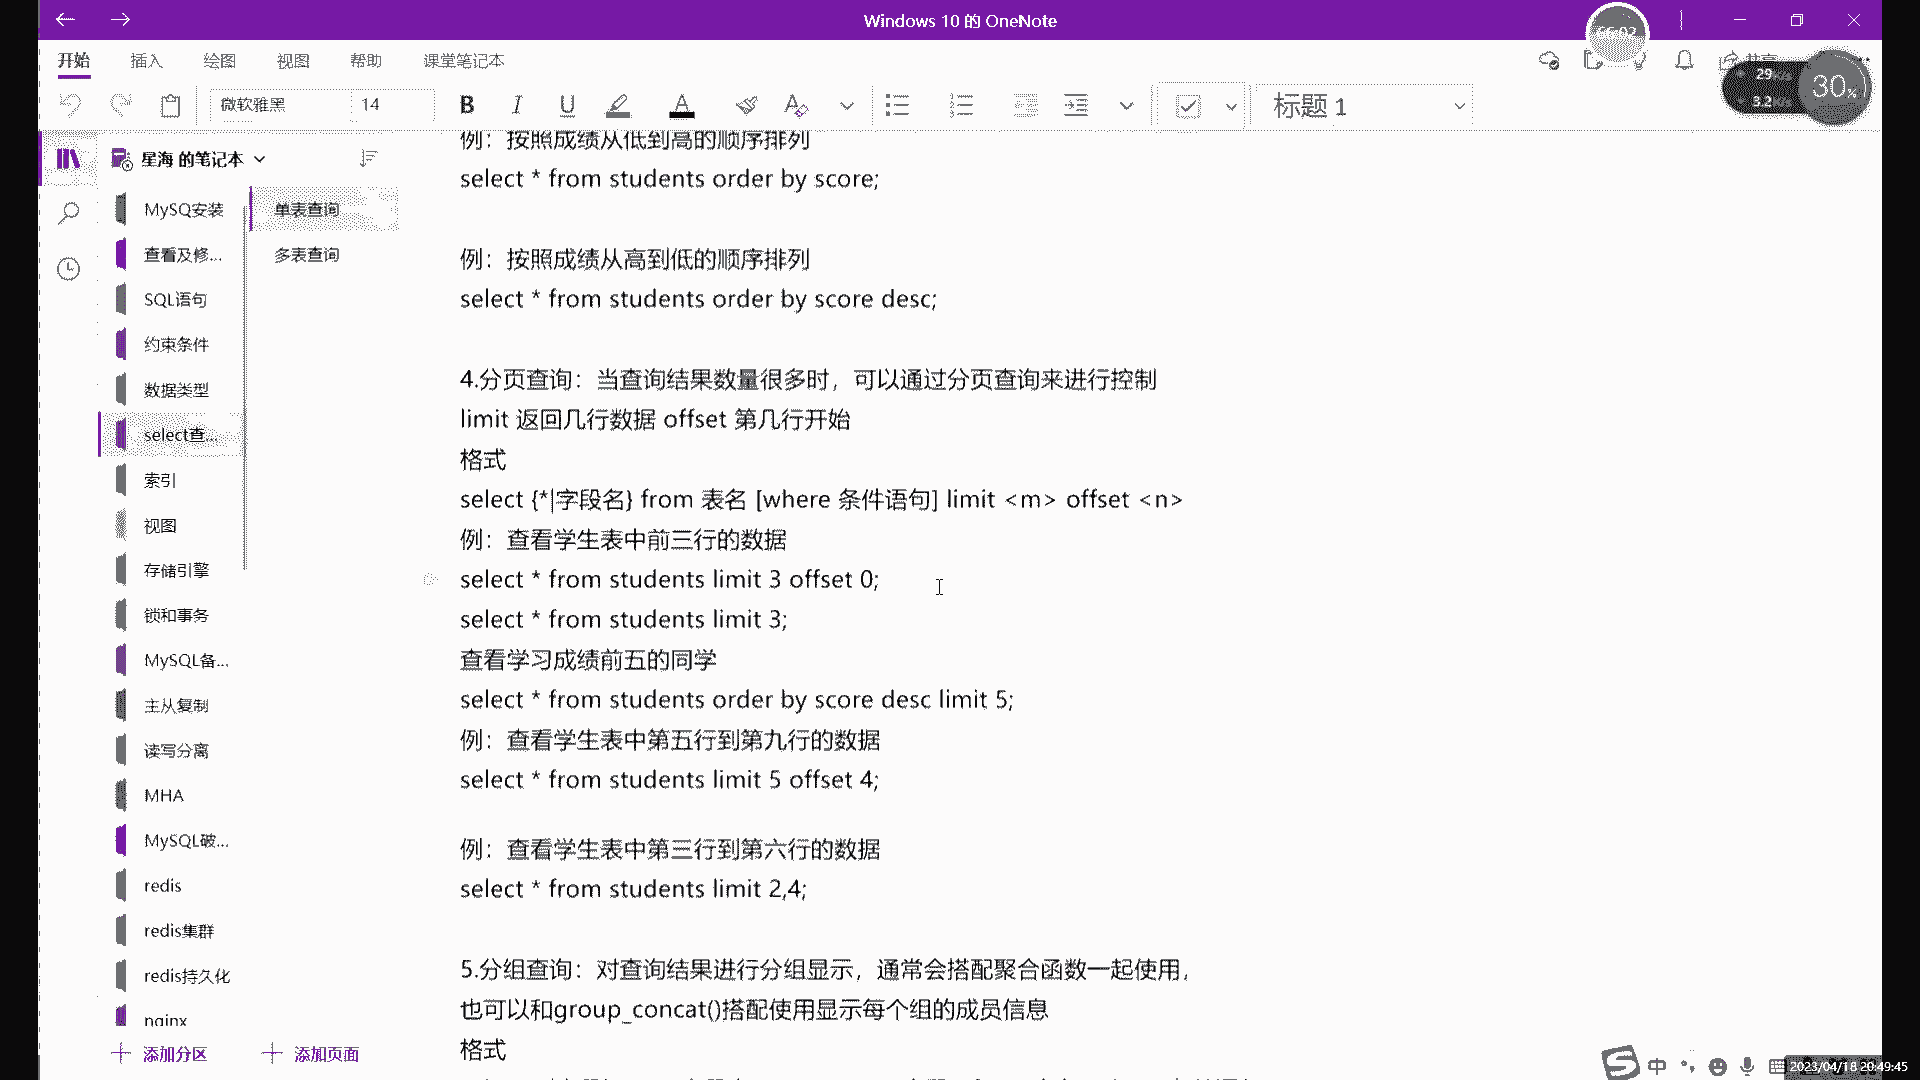 Windows 10 的 OneNote
开始 插入 绘图 视图 帮助 课堂笔记本
共享
29
3.2
30%
微软雅黑 14 B I U A 标题 1
星海 的笔记本
MySQ安装
查看及修...
SQL语句
约束条件
数据类型
select查...
索引
视图
存储引擎
锁和事务
MySQL备...
主从复制
读写分离
MHA
MySQL破...
redis
redis集群
redis持久化
nginx
添加分区
单表查询
多表查询
添加页面
例：按照成绩从低到高的顺序排列
select * from students order by score;
例：按照成绩从高到低的顺序排列
select * from students order by score desc;
4.分页查询：当查询结果数量很多时，可以通过分页查询来进行控制
limit 返回几行数据 offset 第几行开始
格式
select {*|字段名} from 表名 [where 条件语句] limit <m> offset <n>
例：查看学生表中前三行的数据
select * from students limit 3 offset 0;
select * from students limit 3;
查看学习成绩前五的同学
select * from students order by score desc limit 5;
例：查看学生表中第五行到第九行的数据
select * from students limit 5 offset 4;
例：查看学生表中第三行到第六行的数据
select * from students limit 2,4;
5.分组查询：对查询结果进行分组显示，通常会搭配聚合函数一起使用，
也可以和group_concat()搭配使用显示每个组的成员信息
格式
中
2023/04/18 20:49:45